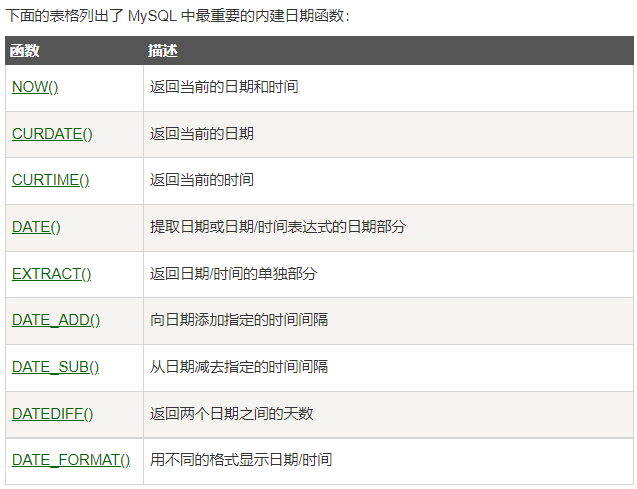 下面的表格列出了 MySQL 中最重要的内建日期函数：
函数 描述
NOW() 返回当前的日期和时间
CURDATE() 返回当前的日期
CURTIME() 返回当前的时间
DATE() 提取日期或日期/时间表达式的日期部分
EXTRACT() 返回日期/时间的单独部分
DATE_ADD() 向日期添加指定的时间间隔
DATE_SUB() 从日期减去指定的时间间隔
DATEDIFF() 返回两个日期之间的天数
DATE_FORMAT() 用不同的格式显示日期/时间